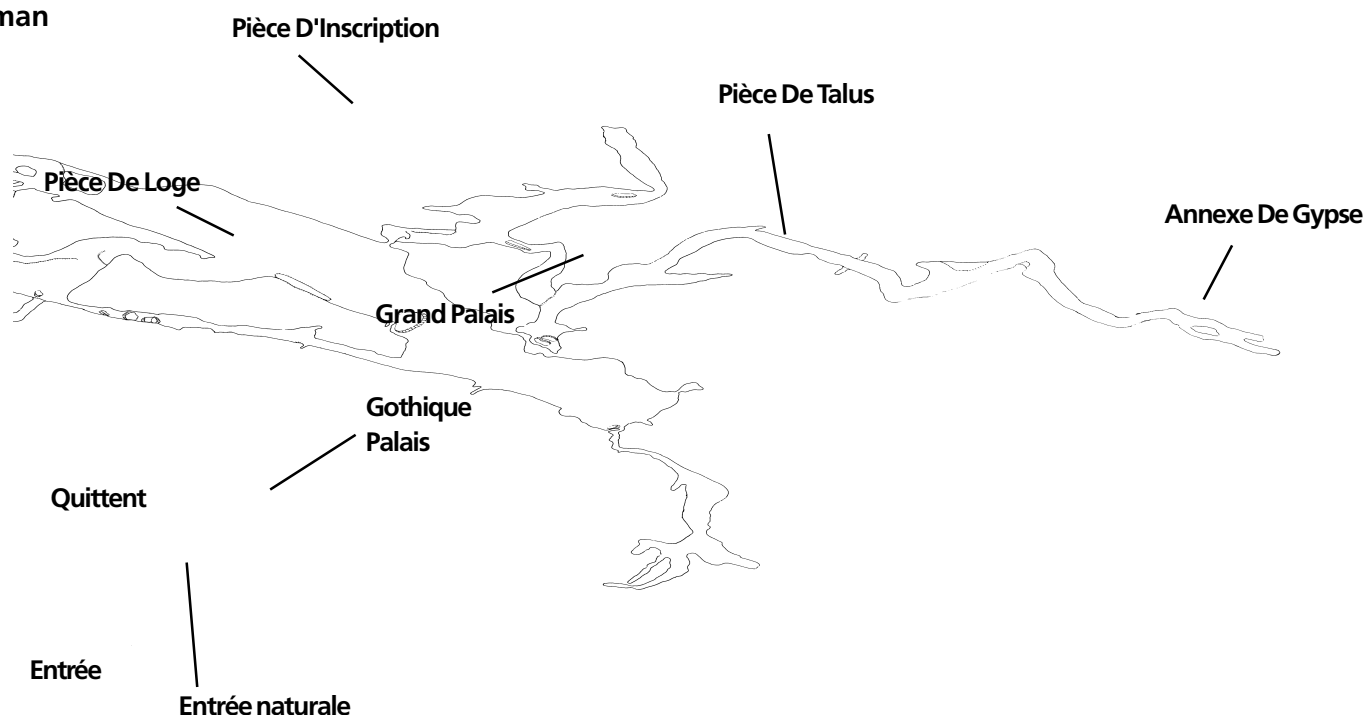 man
Pièce D'Inscription
Pièce De Talus
Pièce De Loge
Annexe De Gypse
Grand Palais
Gothique
Palais
Quittent
Entrée
Entrée naturale